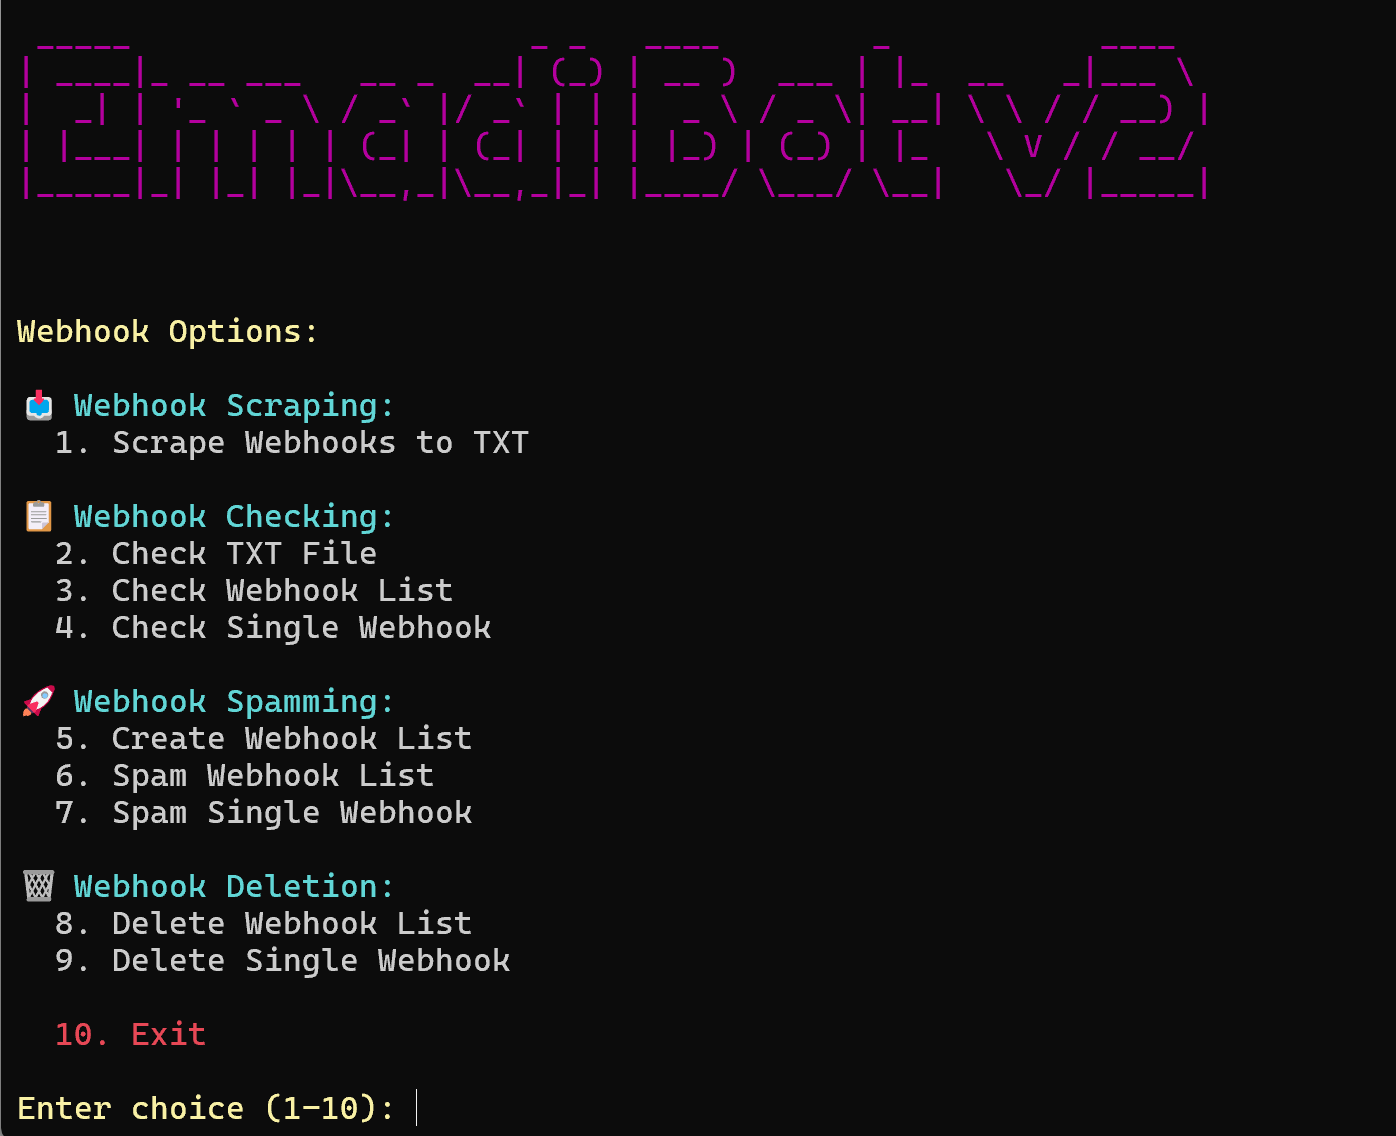 Emadi Bot v2
Webhook Options:
📥 Webhook Scraping:
1. Scrape Webhooks to TXT
📋 Webhook Checking:
2. Check TXT File
3. Check Webhook List
4. Check Single Webhook
🚀 Webhook Spamming:
5. Create Webhook List
6. Spam Webhook List
7. Spam Single Webhook
🗑️ Webhook Deletion:
8. Delete Webhook List
9. Delete Single Webhook
10. Exit
Enter choice (1-10):